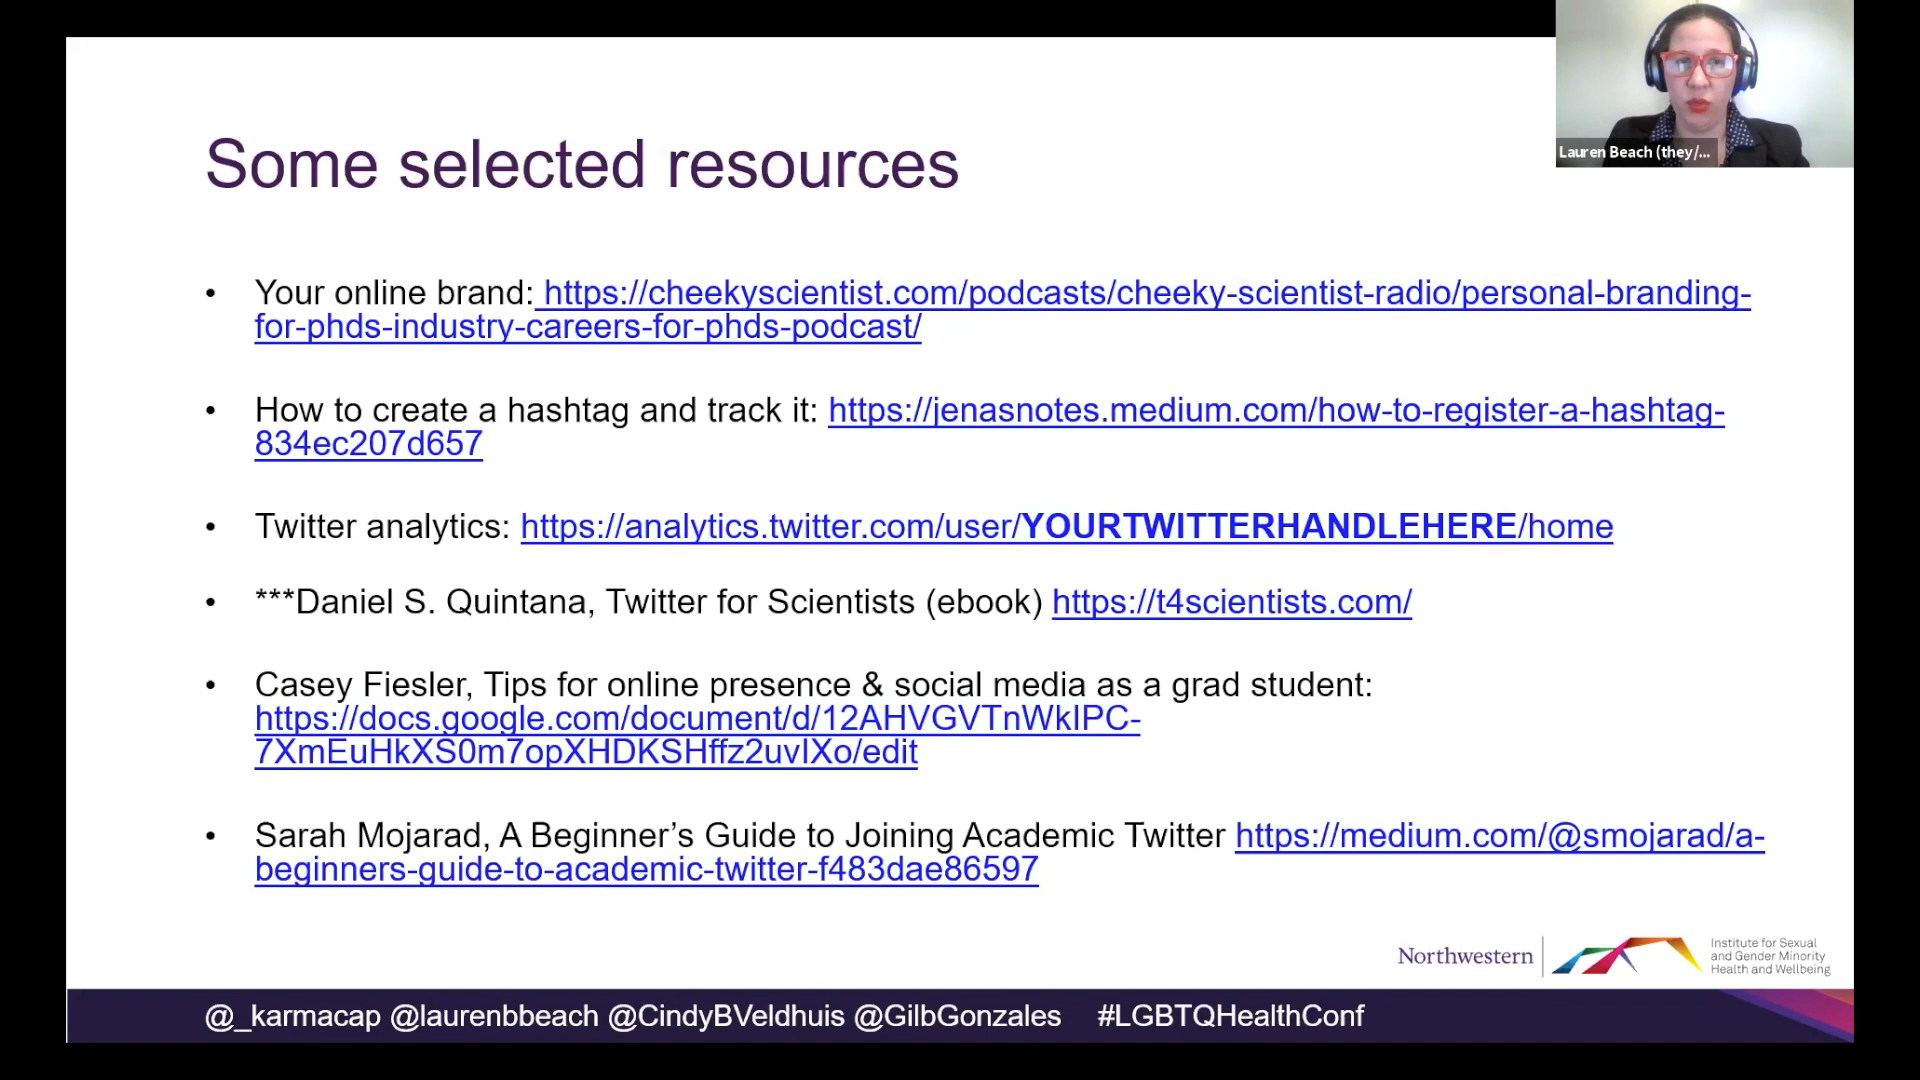 Lauren Beach (they/...
Some selected resources
• Your online brand: https://cheekyscientist.com/podcasts/cheeky-scientist-radio/personal-branding-
for-phds-industry-careers-for-phds-podcast/
• How to create a hashtag and track it: https://jenasnotes.medium.com/how-to-register-a-hashtag-
834ec207d657
• Twitter analytics: https://analytics.twitter.com/user/YOURTWITTERHANDLEHERE/home
• ***Daniel S. Quintana, Twitter for Scientists (ebook) https://t4scientists.com/
• Casey Fiesler, Tips for online presence & social media as a grad student:
https://docs.google.com/document/d/12AHVGVTnWkIPC-
7XmEuHkXS0m7opXHDKSHffz2uvIXo/edit
• Sarah Mojarad, A Beginner’s Guide to Joining Academic Twitter https://medium.com/@smojarad/a-
beginners-guide-to-academic-twitter-f483dae86597
Northwestern
Institute for Sexual
and Gender Minority
Health and Wellbeing
@_karmacap @laurenbbeach @CindyBVeldhuis @GilbGonzales #LGBTQHealthConf